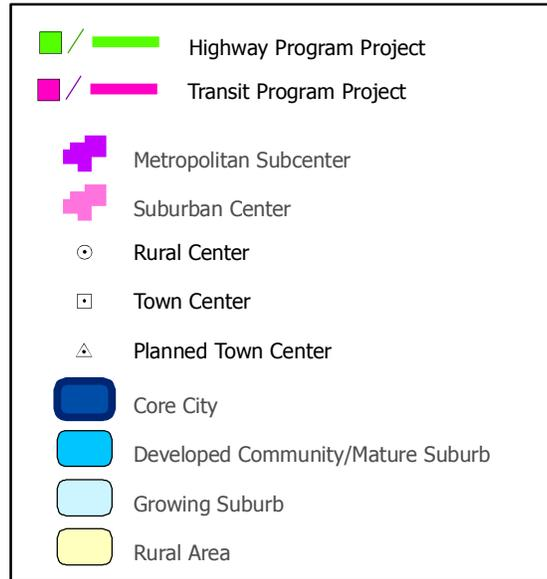 Highway Program Project
Transit Program Project
Metropolitan Subcenter
Suburban Center
Rural Center
Town Center
Planned Town Center
Core City
Developed Community/Mature Suburb
Growing Suburb
Rural Area